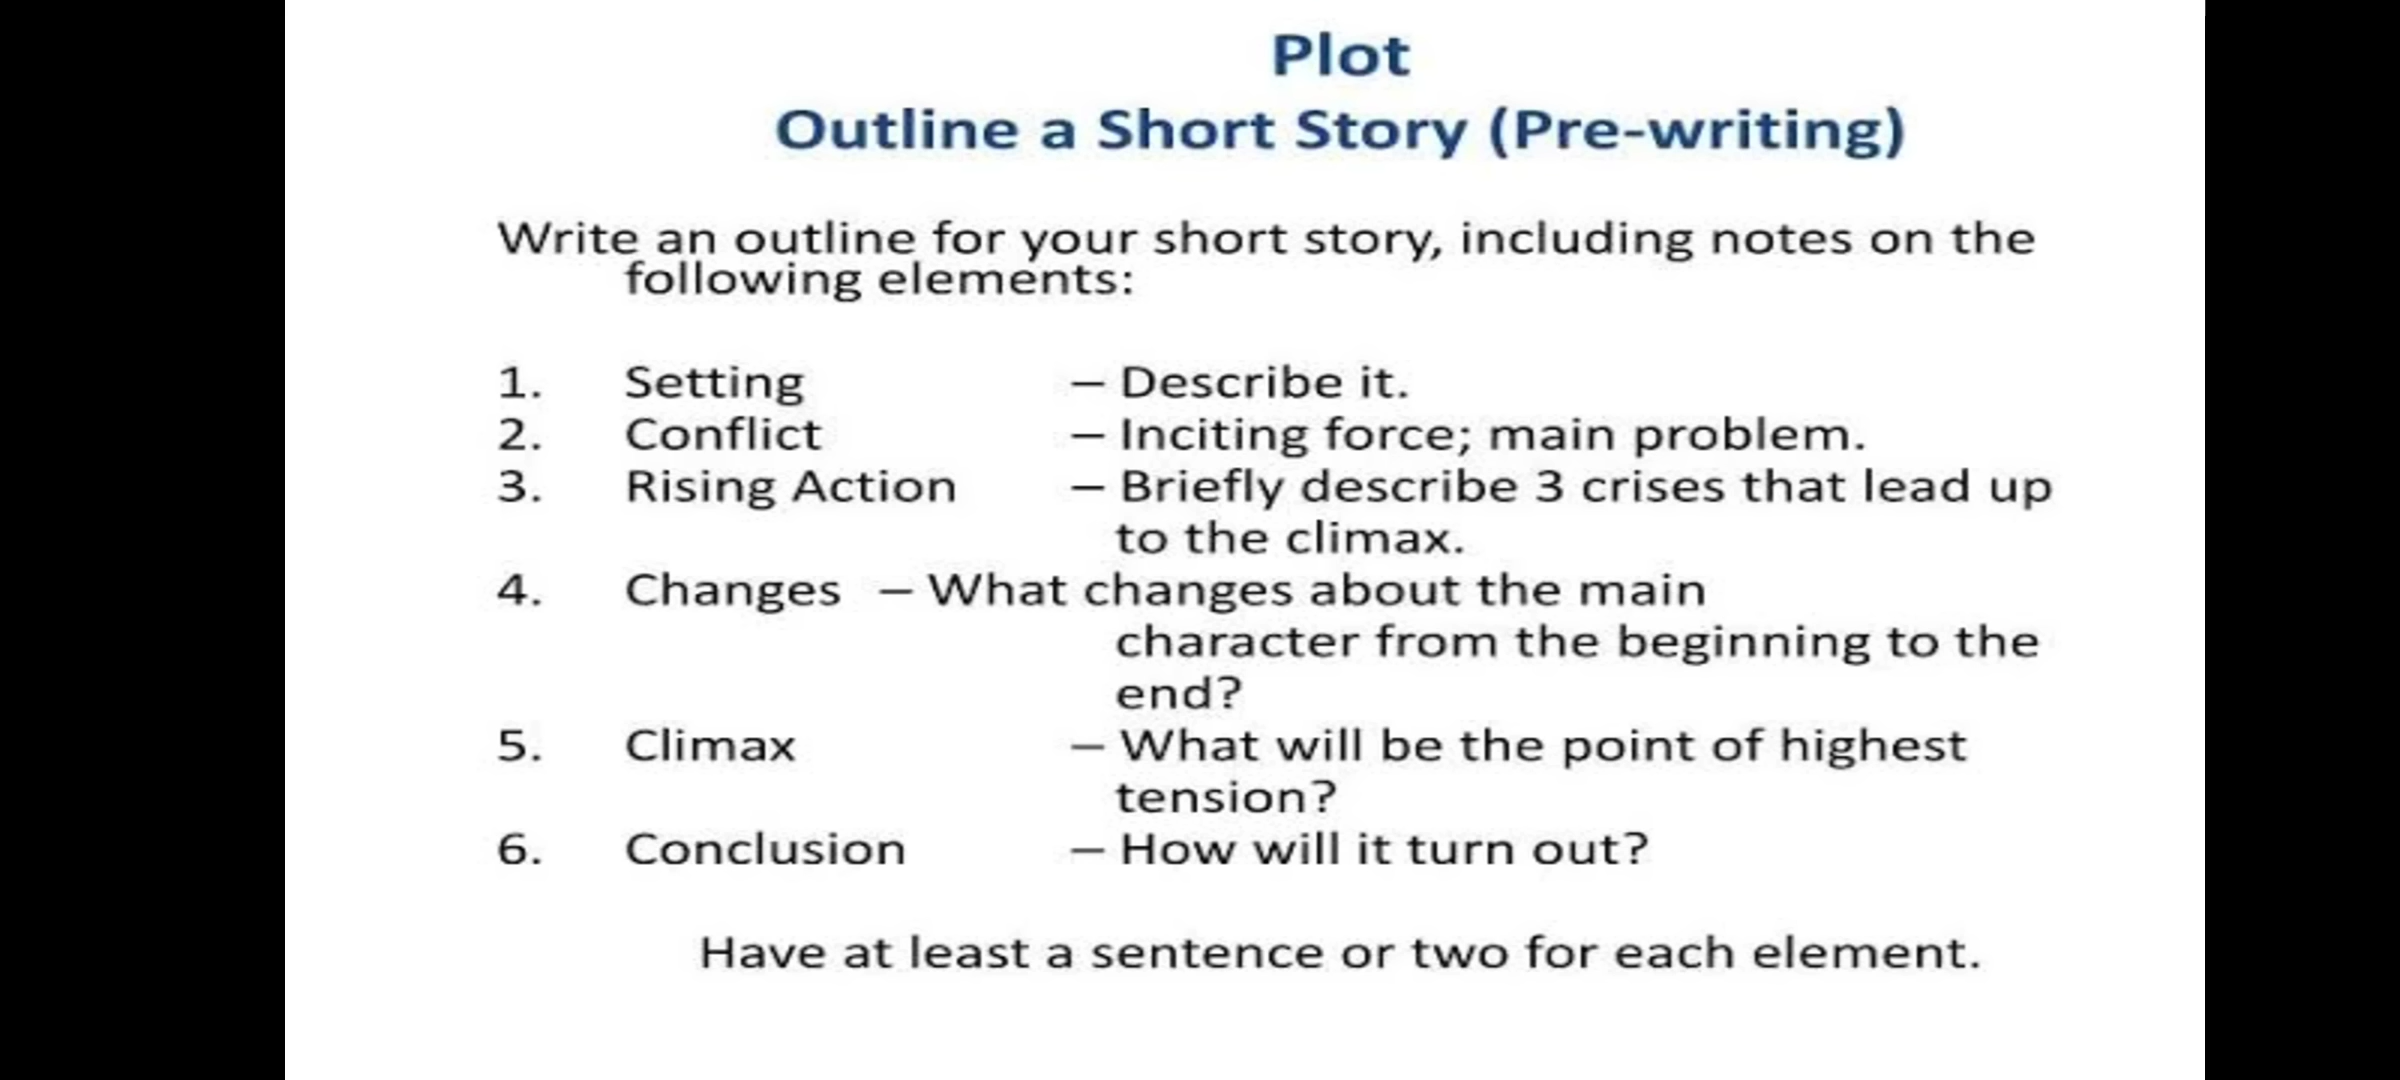 Plot
Outline a Short Story (Pre-writing)
Write an outline for your short story, including notes on the
following elements:
1. Setting – Describe it.
2. Conflict – Inciting force; main problem.
3. Rising Action – Briefly describe 3 crises that lead up
to the climax.
4. Changes – What changes about the main
character from the beginning to the
end?
5. Climax – What will be the point of highest
tension?
6. Conclusion – How will it turn out?
Have at least a sentence or two for each element.